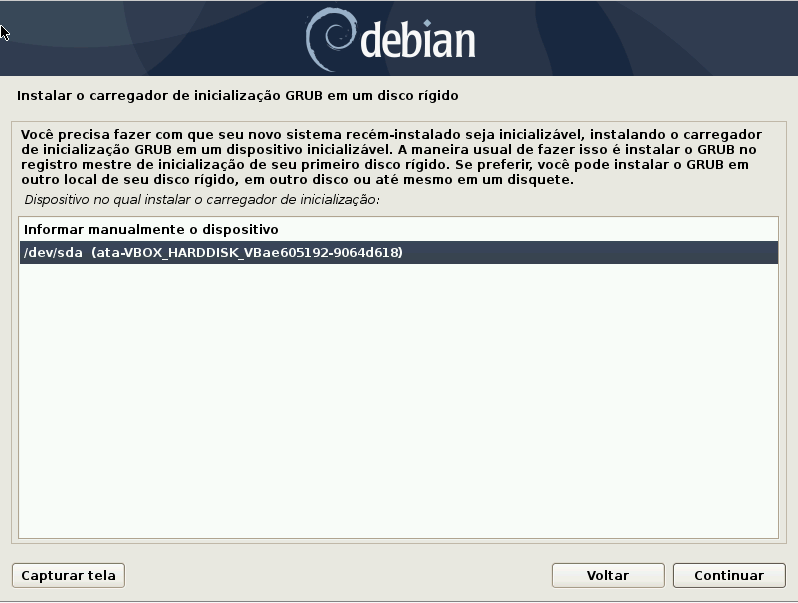 debian
Instalar o carregador de inicialização GRUB em um disco rígido
Você precisa fazer com que seu novo sistema recém-instalado seja inicializável, instalando o carregador
de inicialização GRUB em um dispositivo inicializável. A maneira usual de fazer isso é instalar o GRUB no
registro mestre de inicialização de seu primeiro disco rígido. Se preferir, você pode instalar o GRUB em
outro local de seu disco rígido, em outro disco ou até mesmo em um disquete.
Dispositivo no qual instalar o carregador de inicialização:
Informar manualmente o dispositivo
/dev/sda  (ata-VBOX_HARDDISK_VBae605192-9064d618)
Capturar tela
Voltar
Continuar